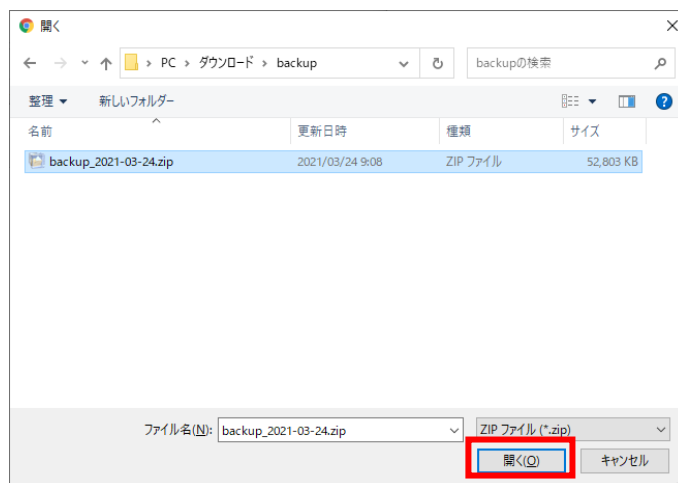 開く
PC › ダウンロード › backup
backupの検索
整理 新しいフォルダー
名前 更新日時 種類 サイズ
backup_2021-03-24.zip 2021/03/24 9:08 ZIP ファイル 52,803 KB
ファイル名(N): backup_2021-03-24.zip ZIP ファイル (*.zip)
開く(O) キャンセル